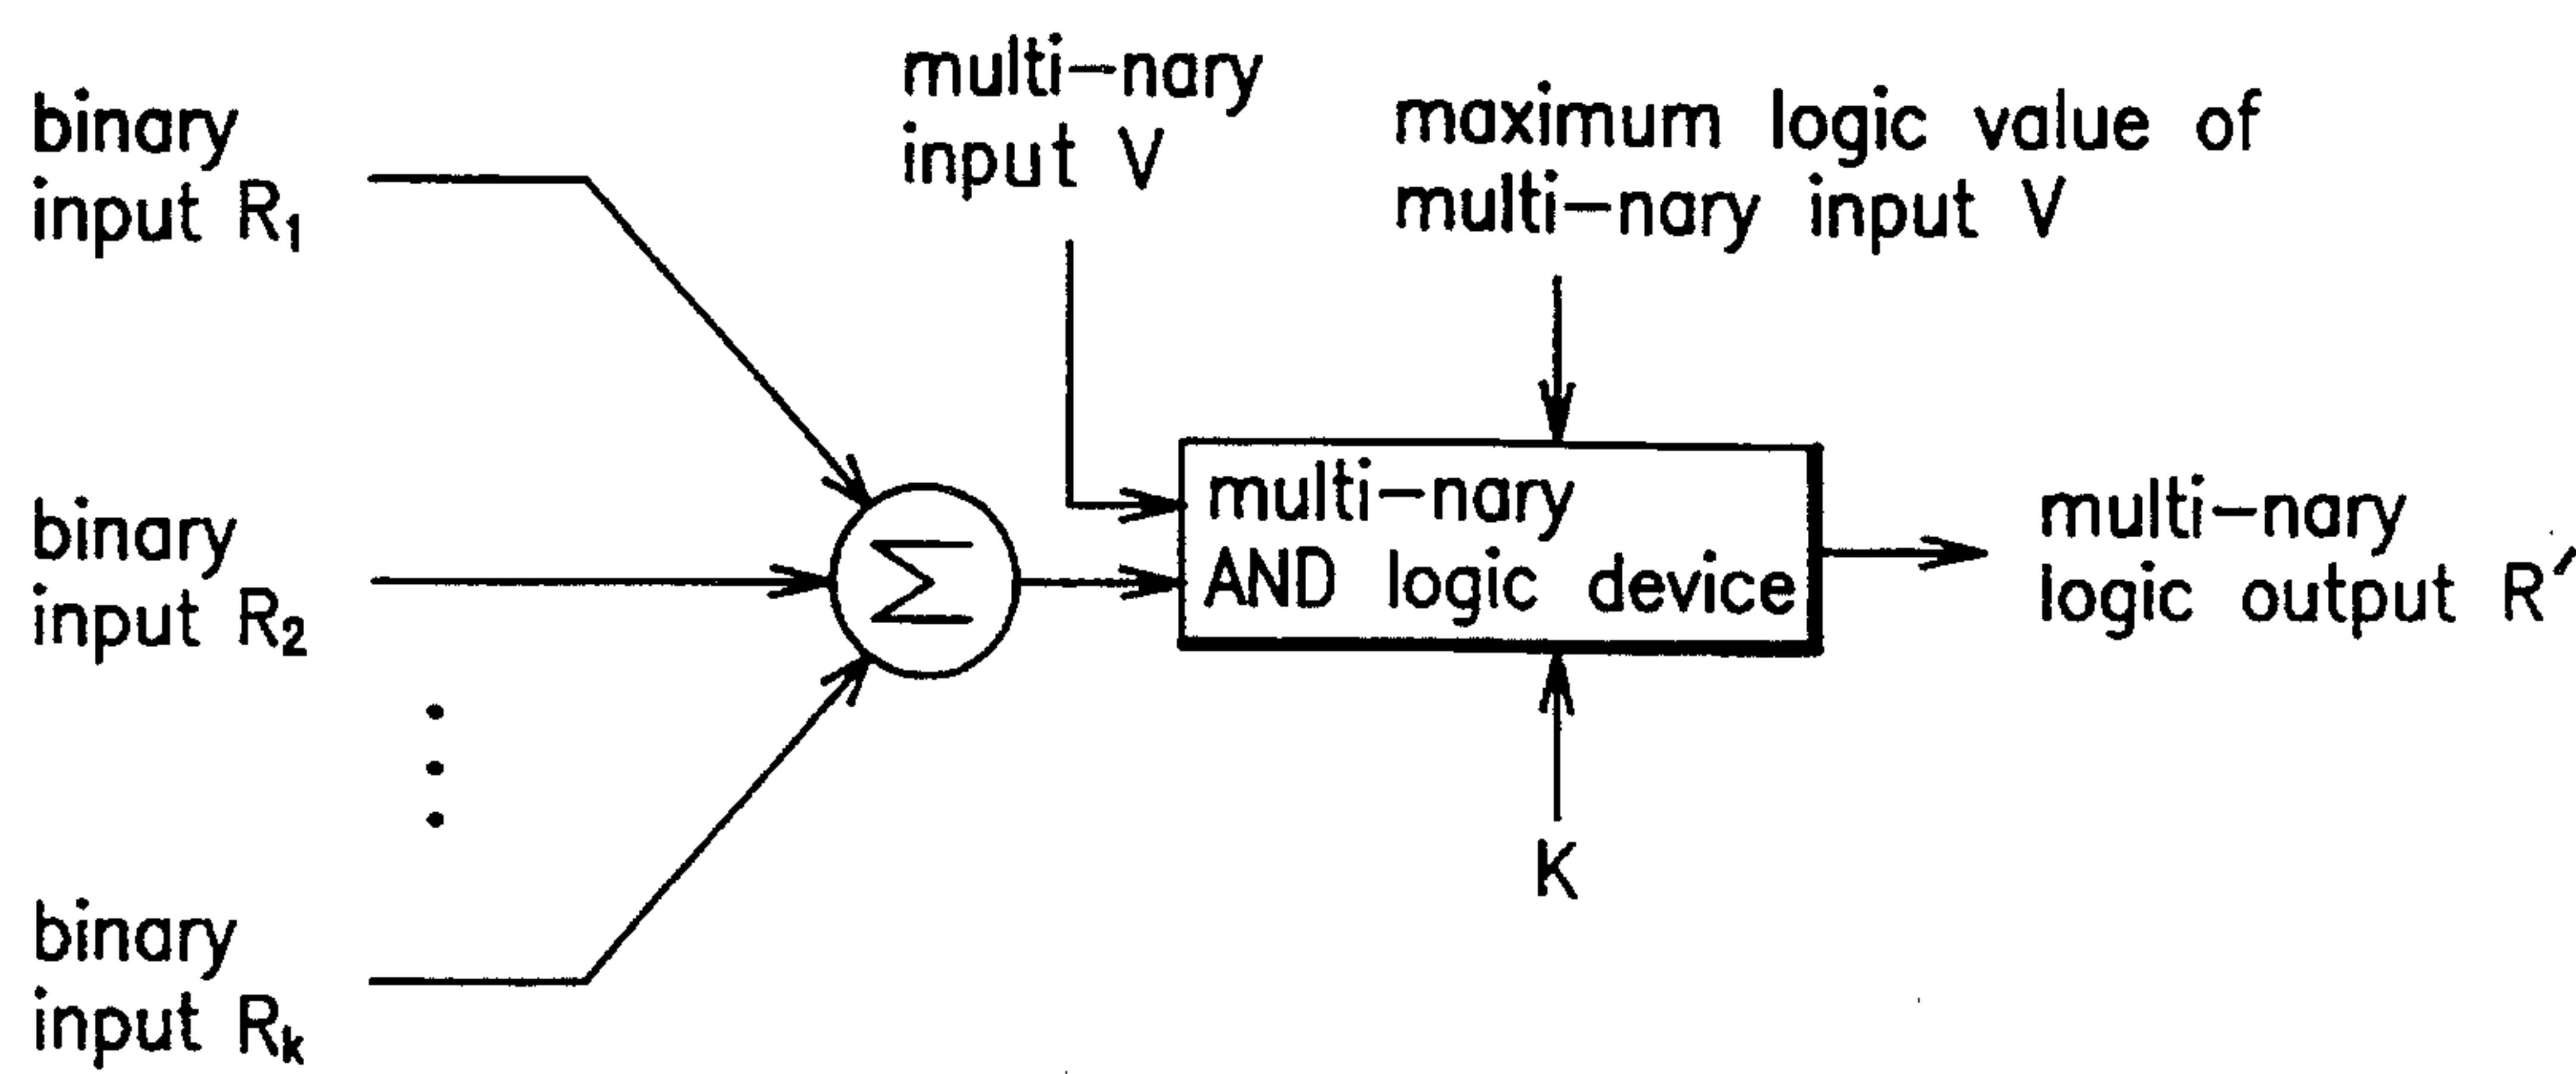 binary
input R₁
multi-nary
input V
maximum logic value of
multi-nary input V
binary
input R₂
Σ
multi-nary
AND logic device
multi-nary
logic output R′
K
binary
input Rₖ